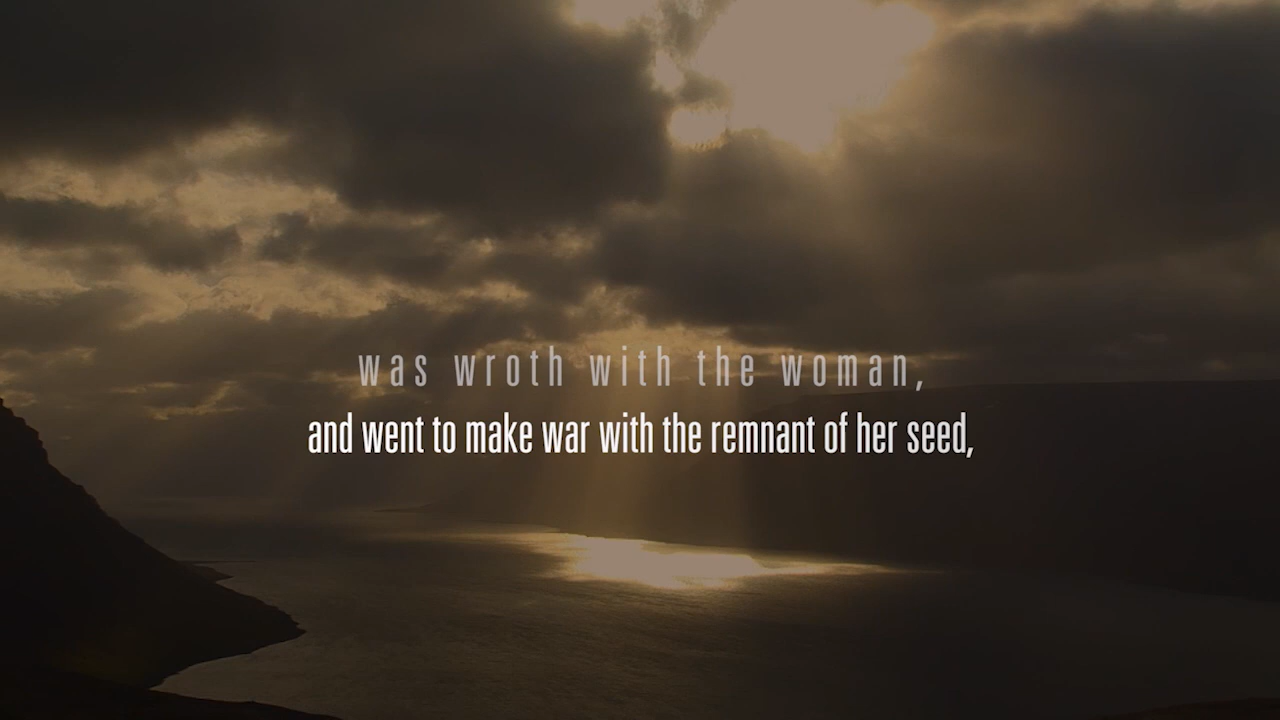 was wroth with the woman,
and went to make war with the remnant of her seed,